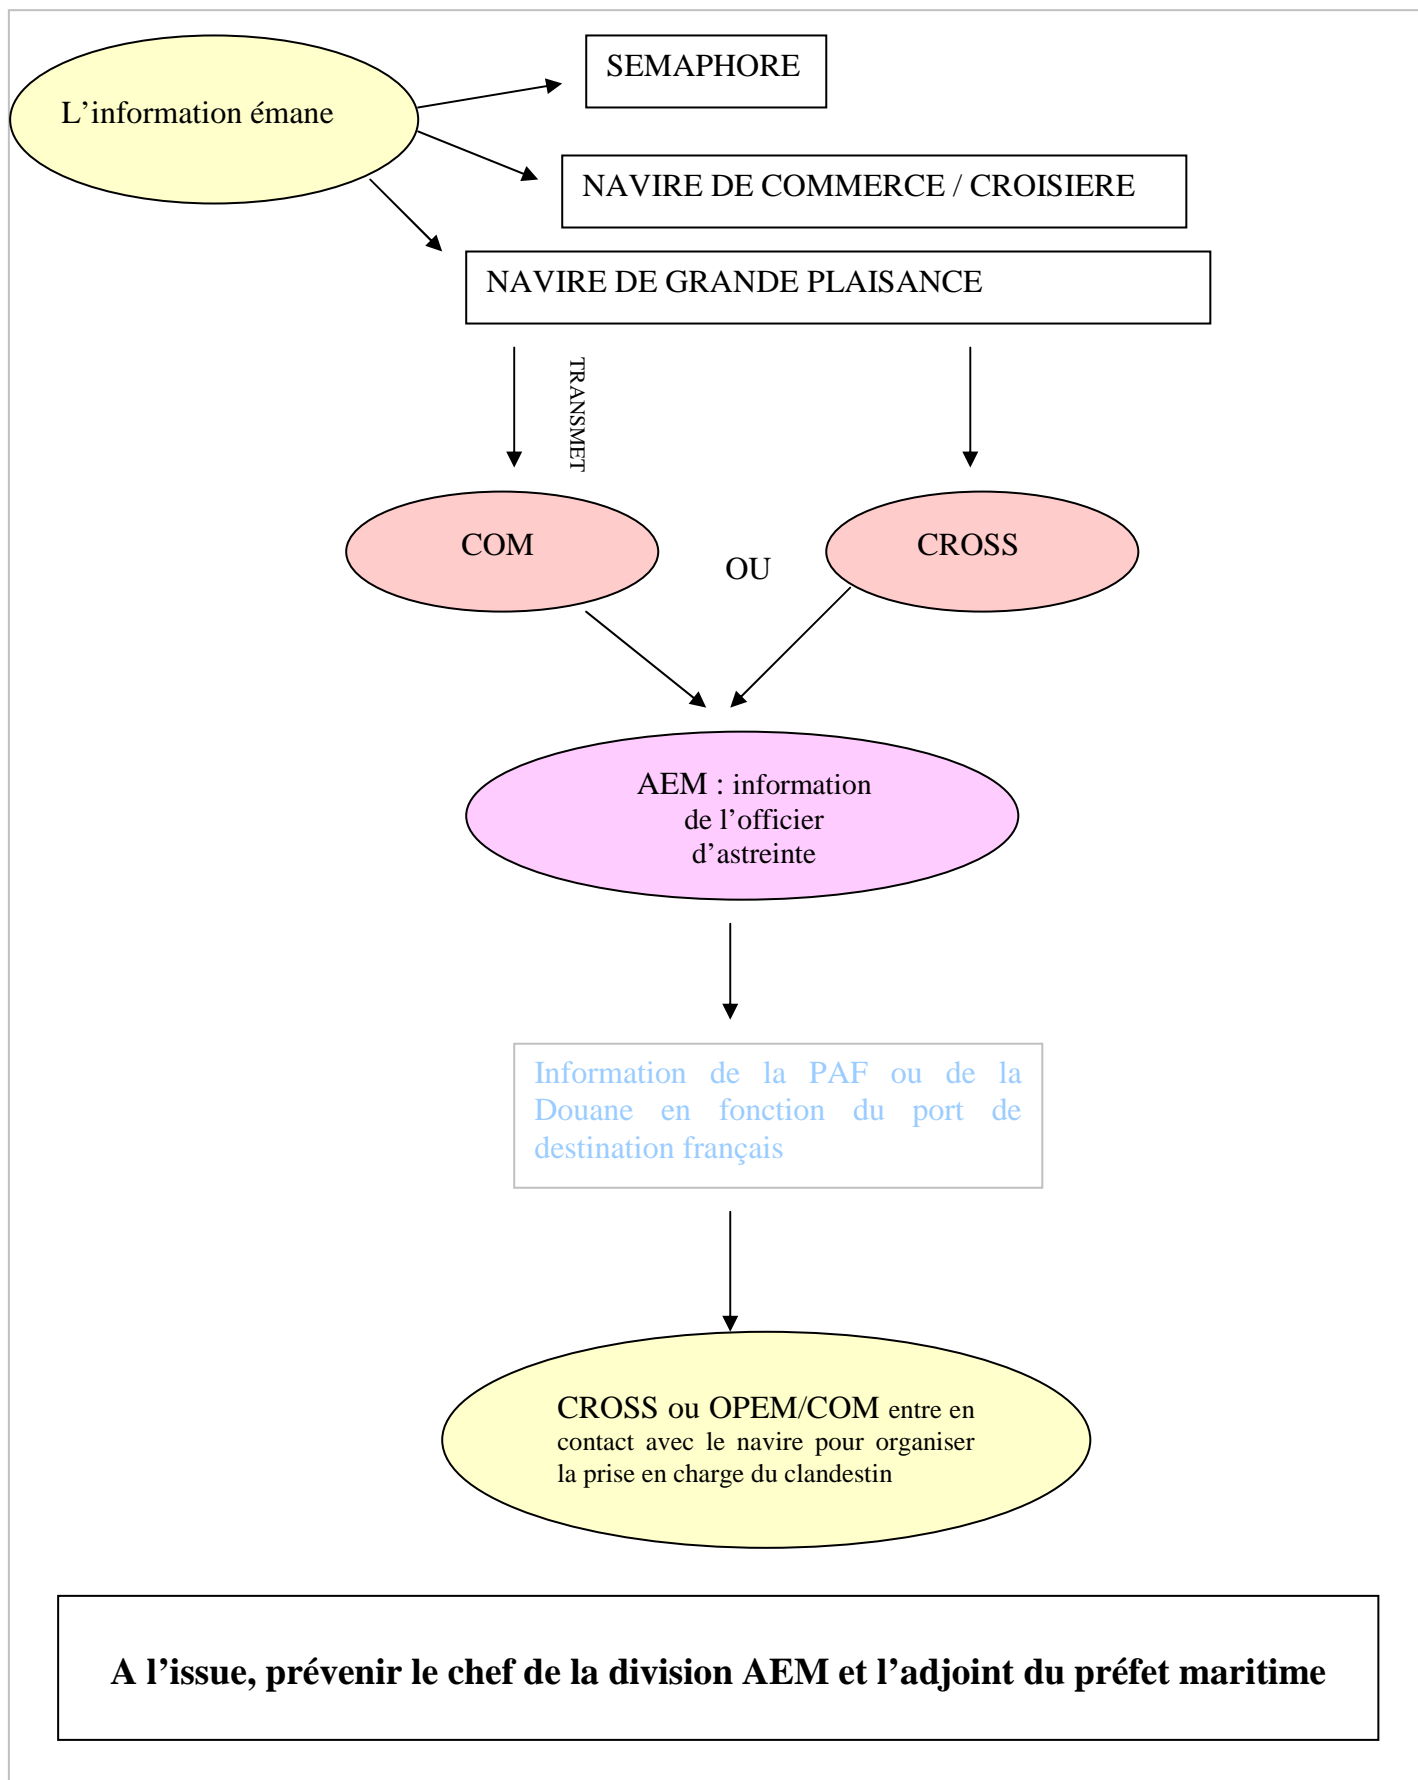 L’information émane
SEMAPHORE
NAVIRE DE COMMERCE / CROISIERE
NAVIRE DE GRANDE PLAISANCE
TRANSMET
COM
OU
CROSS
AEM : information
de l’officier
d’astreinte
Information de la PAF ou de la
Douane en fonction du port de
destination français
CROSS ou OPEM/COM entre en
contact avec le navire pour organiser
la prise en charge du clandestin
A l’issue, prévenir le chef de la division AEM et l’adjoint du préfet maritime